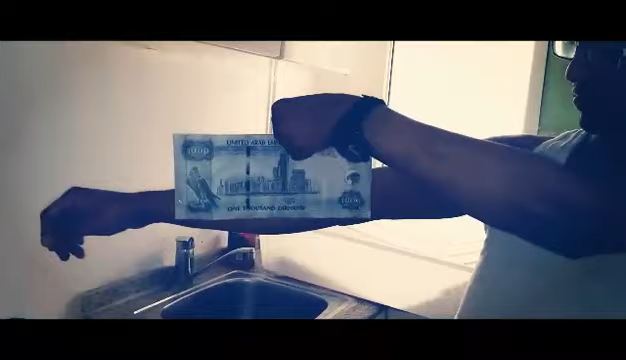 UNITED ARAB EMIRATES
1000
ONE THOUSAND DIRHAMS
1000